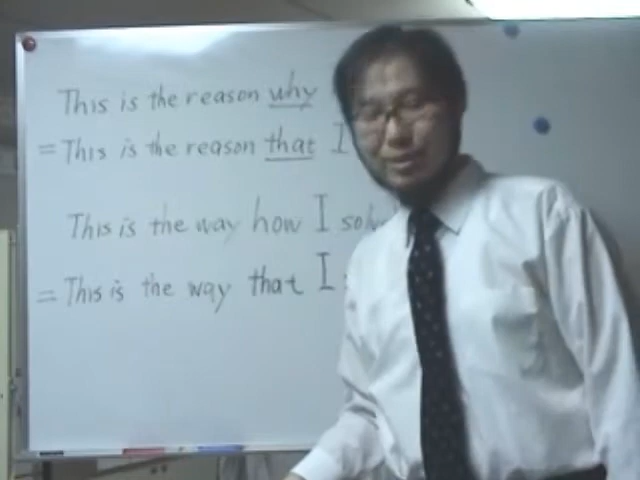 This is the reason why
= This is the reason that I
This is the way how I
= This is the way that I